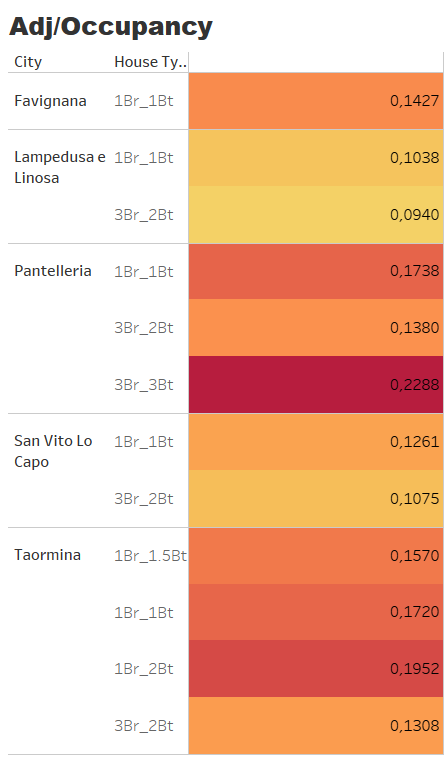 Adj/Occupancy
City House Ty..
Favignana 1Br_1Bt 0,1427
Lampedusa e 1Br_1Bt 0,1038
Linosa
3Br_2Bt 0,0940
Pantelleria 1Br_1Bt 0,1738
3Br_2Bt 0,1380
3Br_3Bt 0,2288
San Vito Lo 1Br_1Bt 0,1261
Capo
3Br_2Bt 0,1075
Taormina 1Br_1.5Bt 0,1570
1Br_1Bt 0,1720
1Br_2Bt 0,1952
3Br_2Bt 0,1308